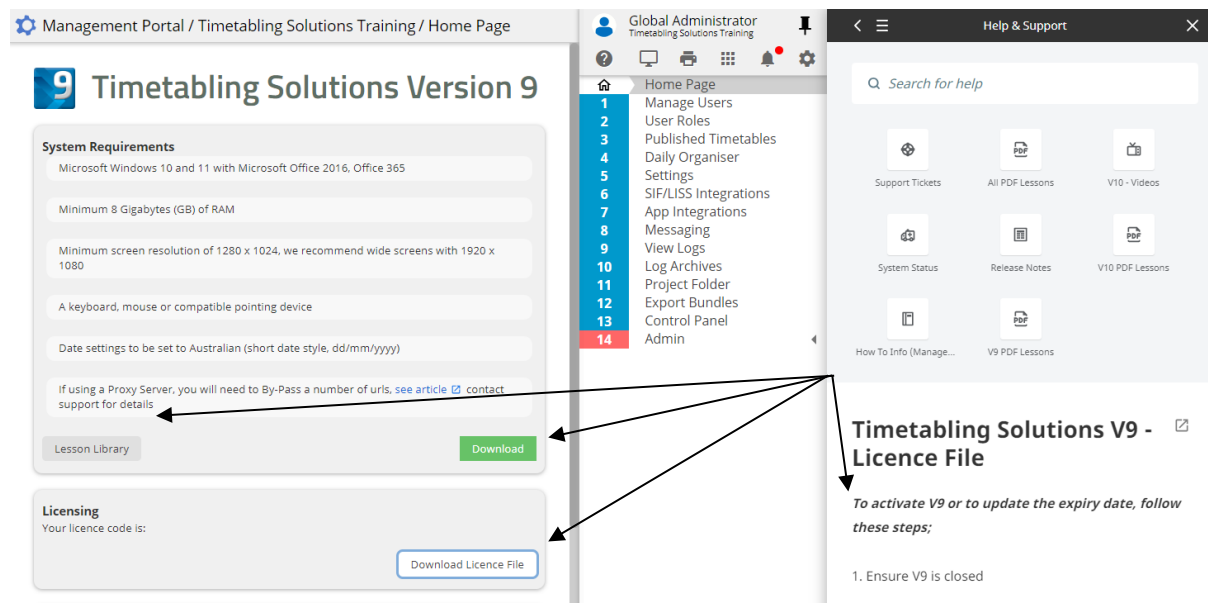 Management Portal / Timetabling Solutions Training / Home Page
9 Timetabling Solutions Version 9
System Requirements
Microsoft Windows 10 and 11 with Microsoft Office 2016, Office 365
Minimum 8 Gigabytes (GB) of RAM
Minimum screen resolution of 1280 x 1024, we recommend wide screens with 1920 x
1080
A keyboard, mouse or compatible pointing device
Date settings to be set to Australian (short date style, dd/mm/yyyy)
If using a Proxy Server, you will need to By-Pass a number of urls, see article contact
support for details
Lesson Library
Download
Licensing
Your licence code is:
Download Licence File
Global Administrator
Timetabling Solutions Training
Home Page
1 Manage Users
2 User Roles
3 Published Timetables
4 Daily Organiser
5 Settings
6 SIF/LISS Integrations
7 App Integrations
8 Messaging
9 View Logs
10 Log Archives
11 Project Folder
12 Export Bundles
13 Control Panel
14 Admin
Help & Support
Search for help
Support Tickets
PDF
All PDF Lessons
V10 - Videos
System Status
Release Notes
PDF
V10 PDF Lessons
How To Info (Manage...
PDF
V9 PDF Lessons
Timetabling Solutions V9 -
Licence File
To activate V9 or to update the expiry date, follow
these steps;
1. Ensure V9 is closed